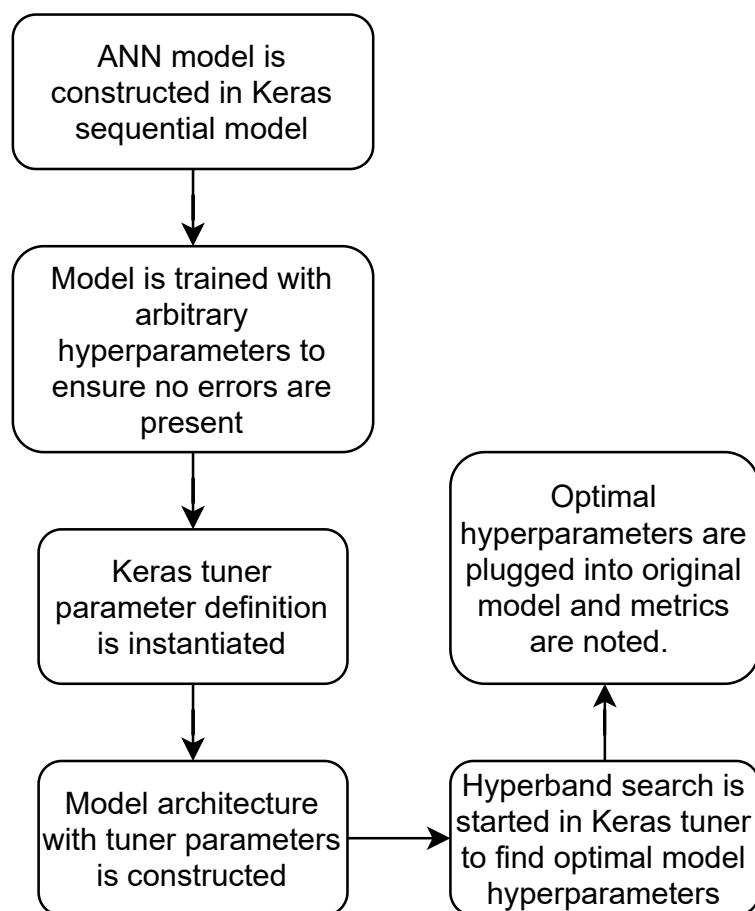 ANN model is
constructed in Keras
sequential model
Model is trained with
arbitrary
hyperparameters to
ensure no errors are
present
Keras tuner
parameter definition
is instantiated
Model architecture
with tuner parameters
is constructed
Hyperband search is
started in Keras tuner
to find optimal model
hyperparameters
Optimal
hyperparameters are
plugged into original
model and metrics
are noted.